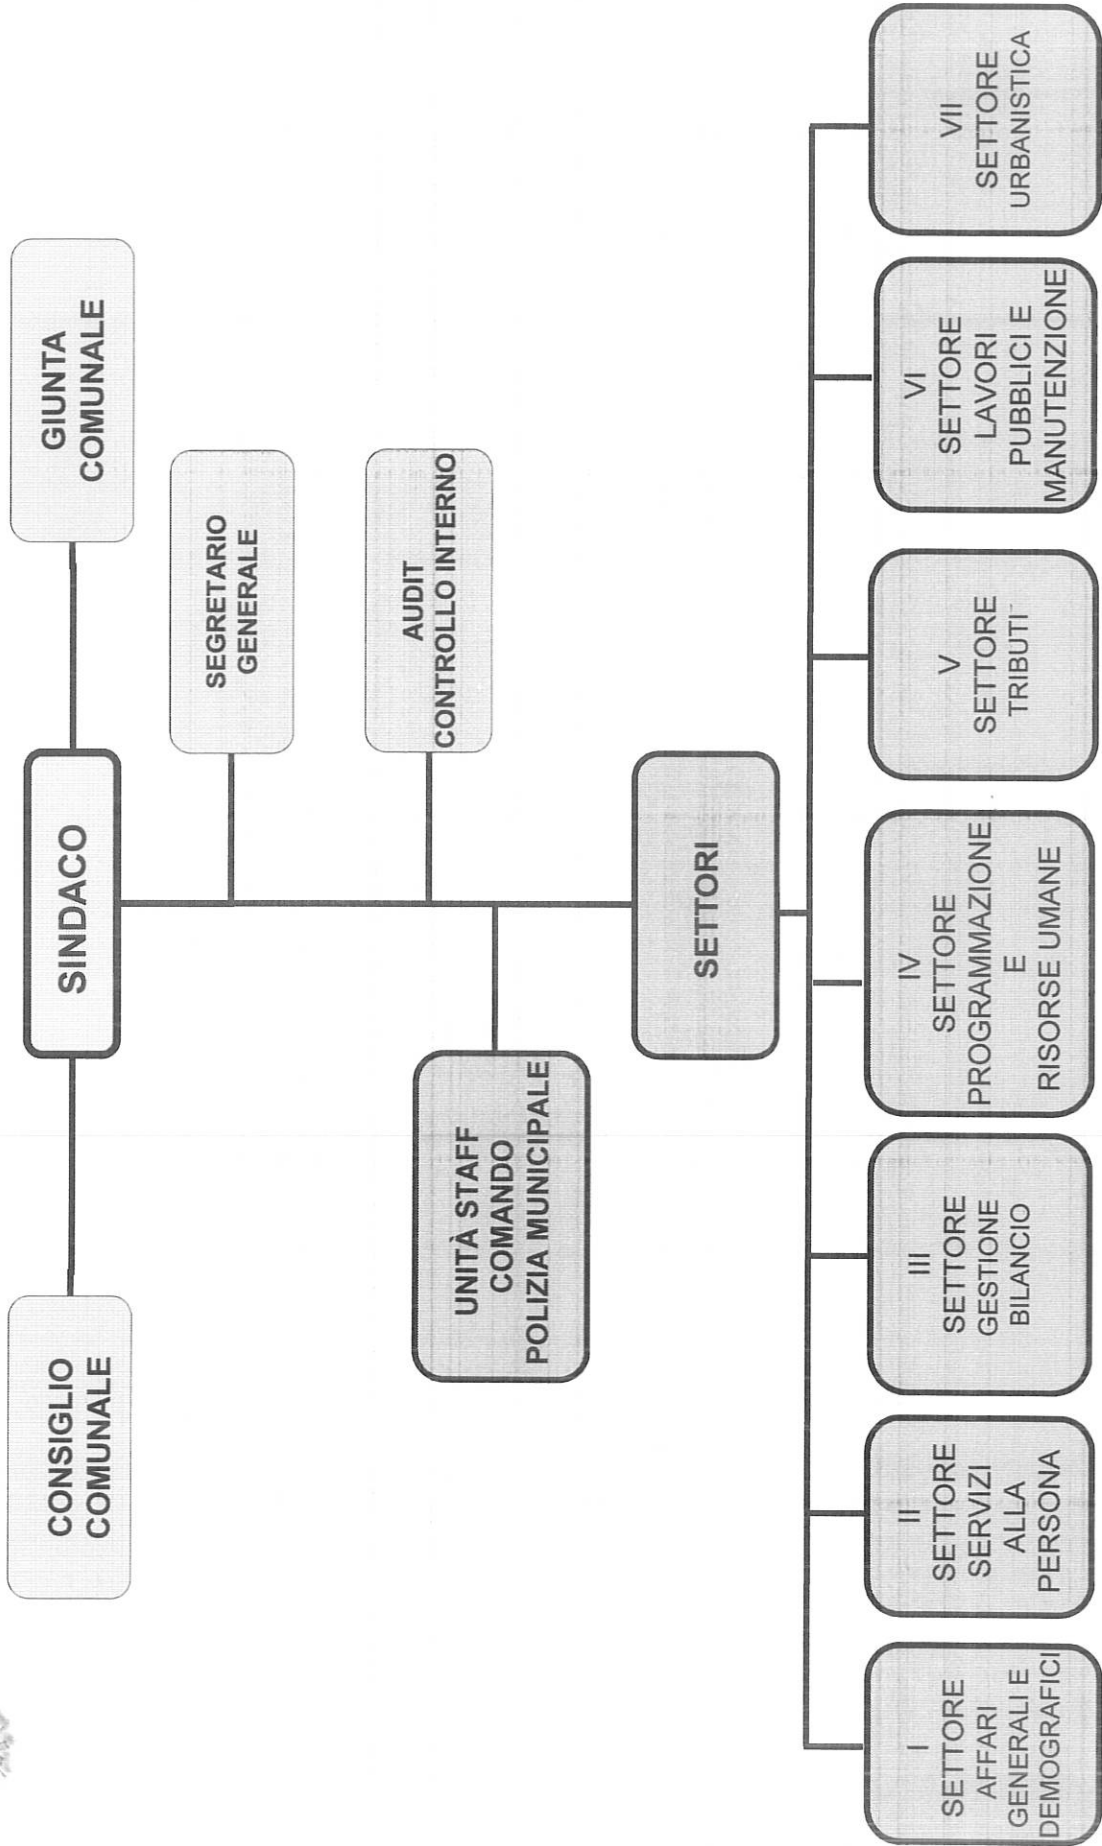 CONSIGLIO
COMUNALE
SINDACO
GIUNTA
COMUNALE
SEGRETARIO
GENERALE
AUDIT
CONTROLLO INTERNO
UNITÀ STAFF
COMANDO
POLIZIA MUNICIPALE
SETTORI
I
SETTORE
AFFARI
GENERALI E
DEMOGRAFICI
II
SETTORE
SERVIZI
ALLA
PERSONA
III
SETTORE
GESTIONE
BILANCIO
IV
SETTORE
PROGRAMMAZIONE
E
RISORSE UMANE
V
SETTORE
TRIBUTI
VI
SETTORE
LAVORI
PUBBLICI E
MANUTENZIONE
VII
SETTORE
URBANISTICA